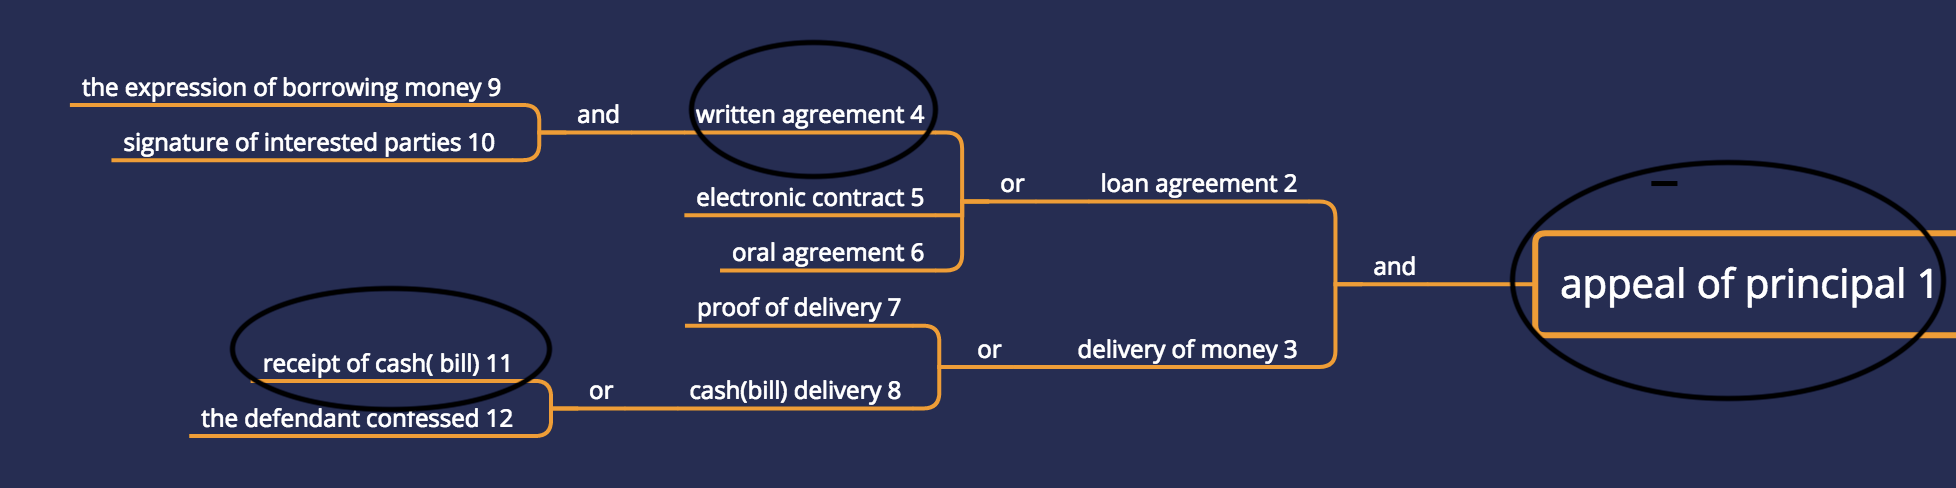 the expression of borrowing money 9
and
written agreement 4
signature of interested parties 10
electronic contract 5
or
loan agreement 2
oral agreement 6
and
appeal of principal 1
proof of delivery 7
or
delivery of money 3
receipt of cash( bill) 11
or
cash(bill) delivery 8
the defendant confessed 12